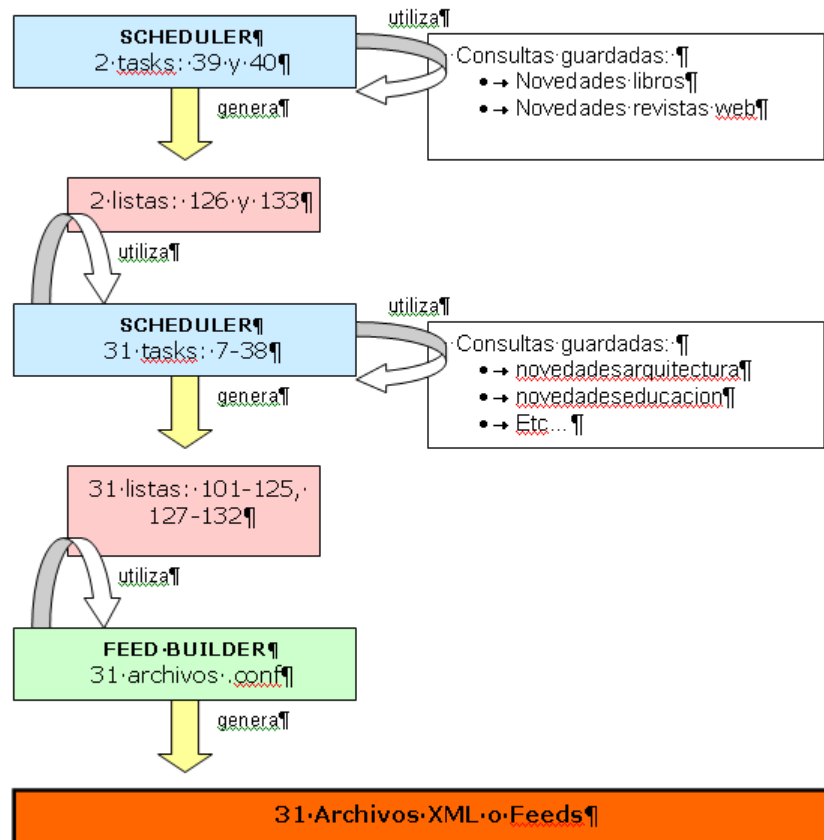 SCHEDULER¶
2·tasks:·39·y·40¶
utiliza¶
·Consultas·guardadas:·¶
•→Novedades·libros¶
•→Novedades·revistas·web¶
genera¶
2·listas:·126·y·133¶
utiliza¶
SCHEDULER¶
31·tasks:·7-38¶
utiliza¶
·Consultas·guardadas:·¶
•→novedadesarquitectura¶
•→novedadeseducacion¶
•→Etc...·¶
genera¶
31·listas:·101-125,·
127-132¶
utiliza¶
FEED·BUILDER¶
31·archivos·.conf¶
genera¶
31·Archivos·XML·o·Feeds¶